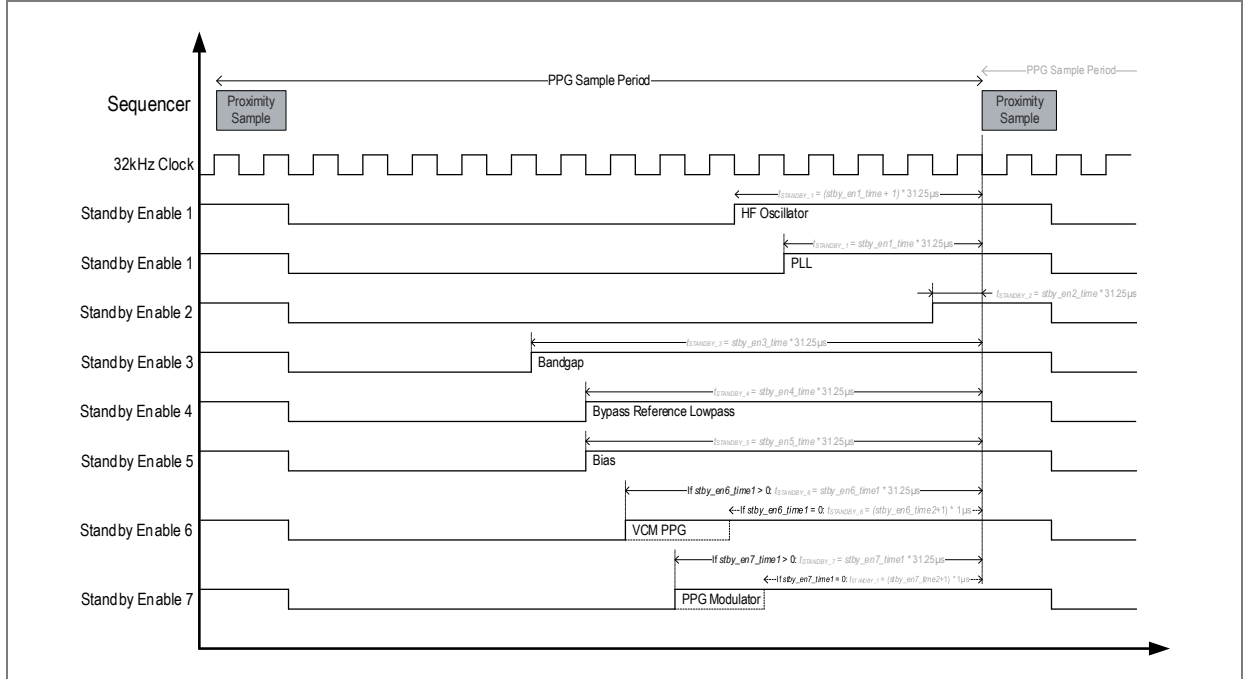 PPG Sample Period
PPG Sample Period
Sequencer
Proximity
Sample
Proximity
Sample
32kHz Clock
tSTANDBY_1 = (stby_en1_time + 1) * 31.25µs
Standby Enable 1
HF Oscillator
tSTANDBY_1 = stby_en1_time * 31.25µs
Standby Enable 1
PLL
tSTANDBY_2 = stby_en2_time * 31.25µs
Standby Enable 2
tSTANDBY_3 = stby_en3_time * 31.25µs
Standby Enable 3
Bandgap
tSTANDBY_4 = stby_en4_time * 31.25µs
Standby Enable 4
Bypass Reference Lowpass
tSTANDBY_5 = stby_en5_time * 31.25µs
Standby Enable 5
Bias
If stby_en6_time1 > 0: tSTANDBY_6 = stby_en6_time1 * 31.25µs
If stby_en6_time1 = 0: tSTANDBY_6 = (stby_en6_time2+1) * 1µs
Standby Enable 6
VCM PPG
If stby_en7_time1 > 0: tSTANDBY_7 = stby_en7_time1 * 31.25µs
If stby_en7_time1 = 0: tSTANDBY_7 = (stby_en7_time2+1) * 1µs
Standby Enable 7
PPG Modulator